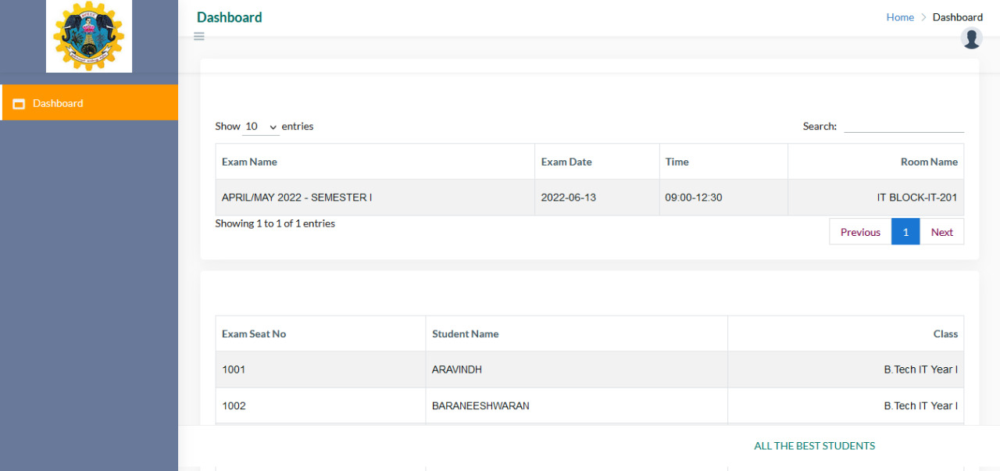 Dashboard
Home > Dashboard
Dashboard
Show 10 entries
Search:
Exam Name Exam Date Time Room Name
APRIL/MAY 2022 - SEMESTER I 2022-06-13 09:00-12:30 IT BLOCK-IT-201
Showing 1 to 1 of 1 entries
Previous 1 Next
Exam Seat No Student Name Class
1001 ARAVINDH B.Tech IT Year I
1002 BARANEESHWARAN B.Tech IT Year I
ALL THE BEST STUDENTS